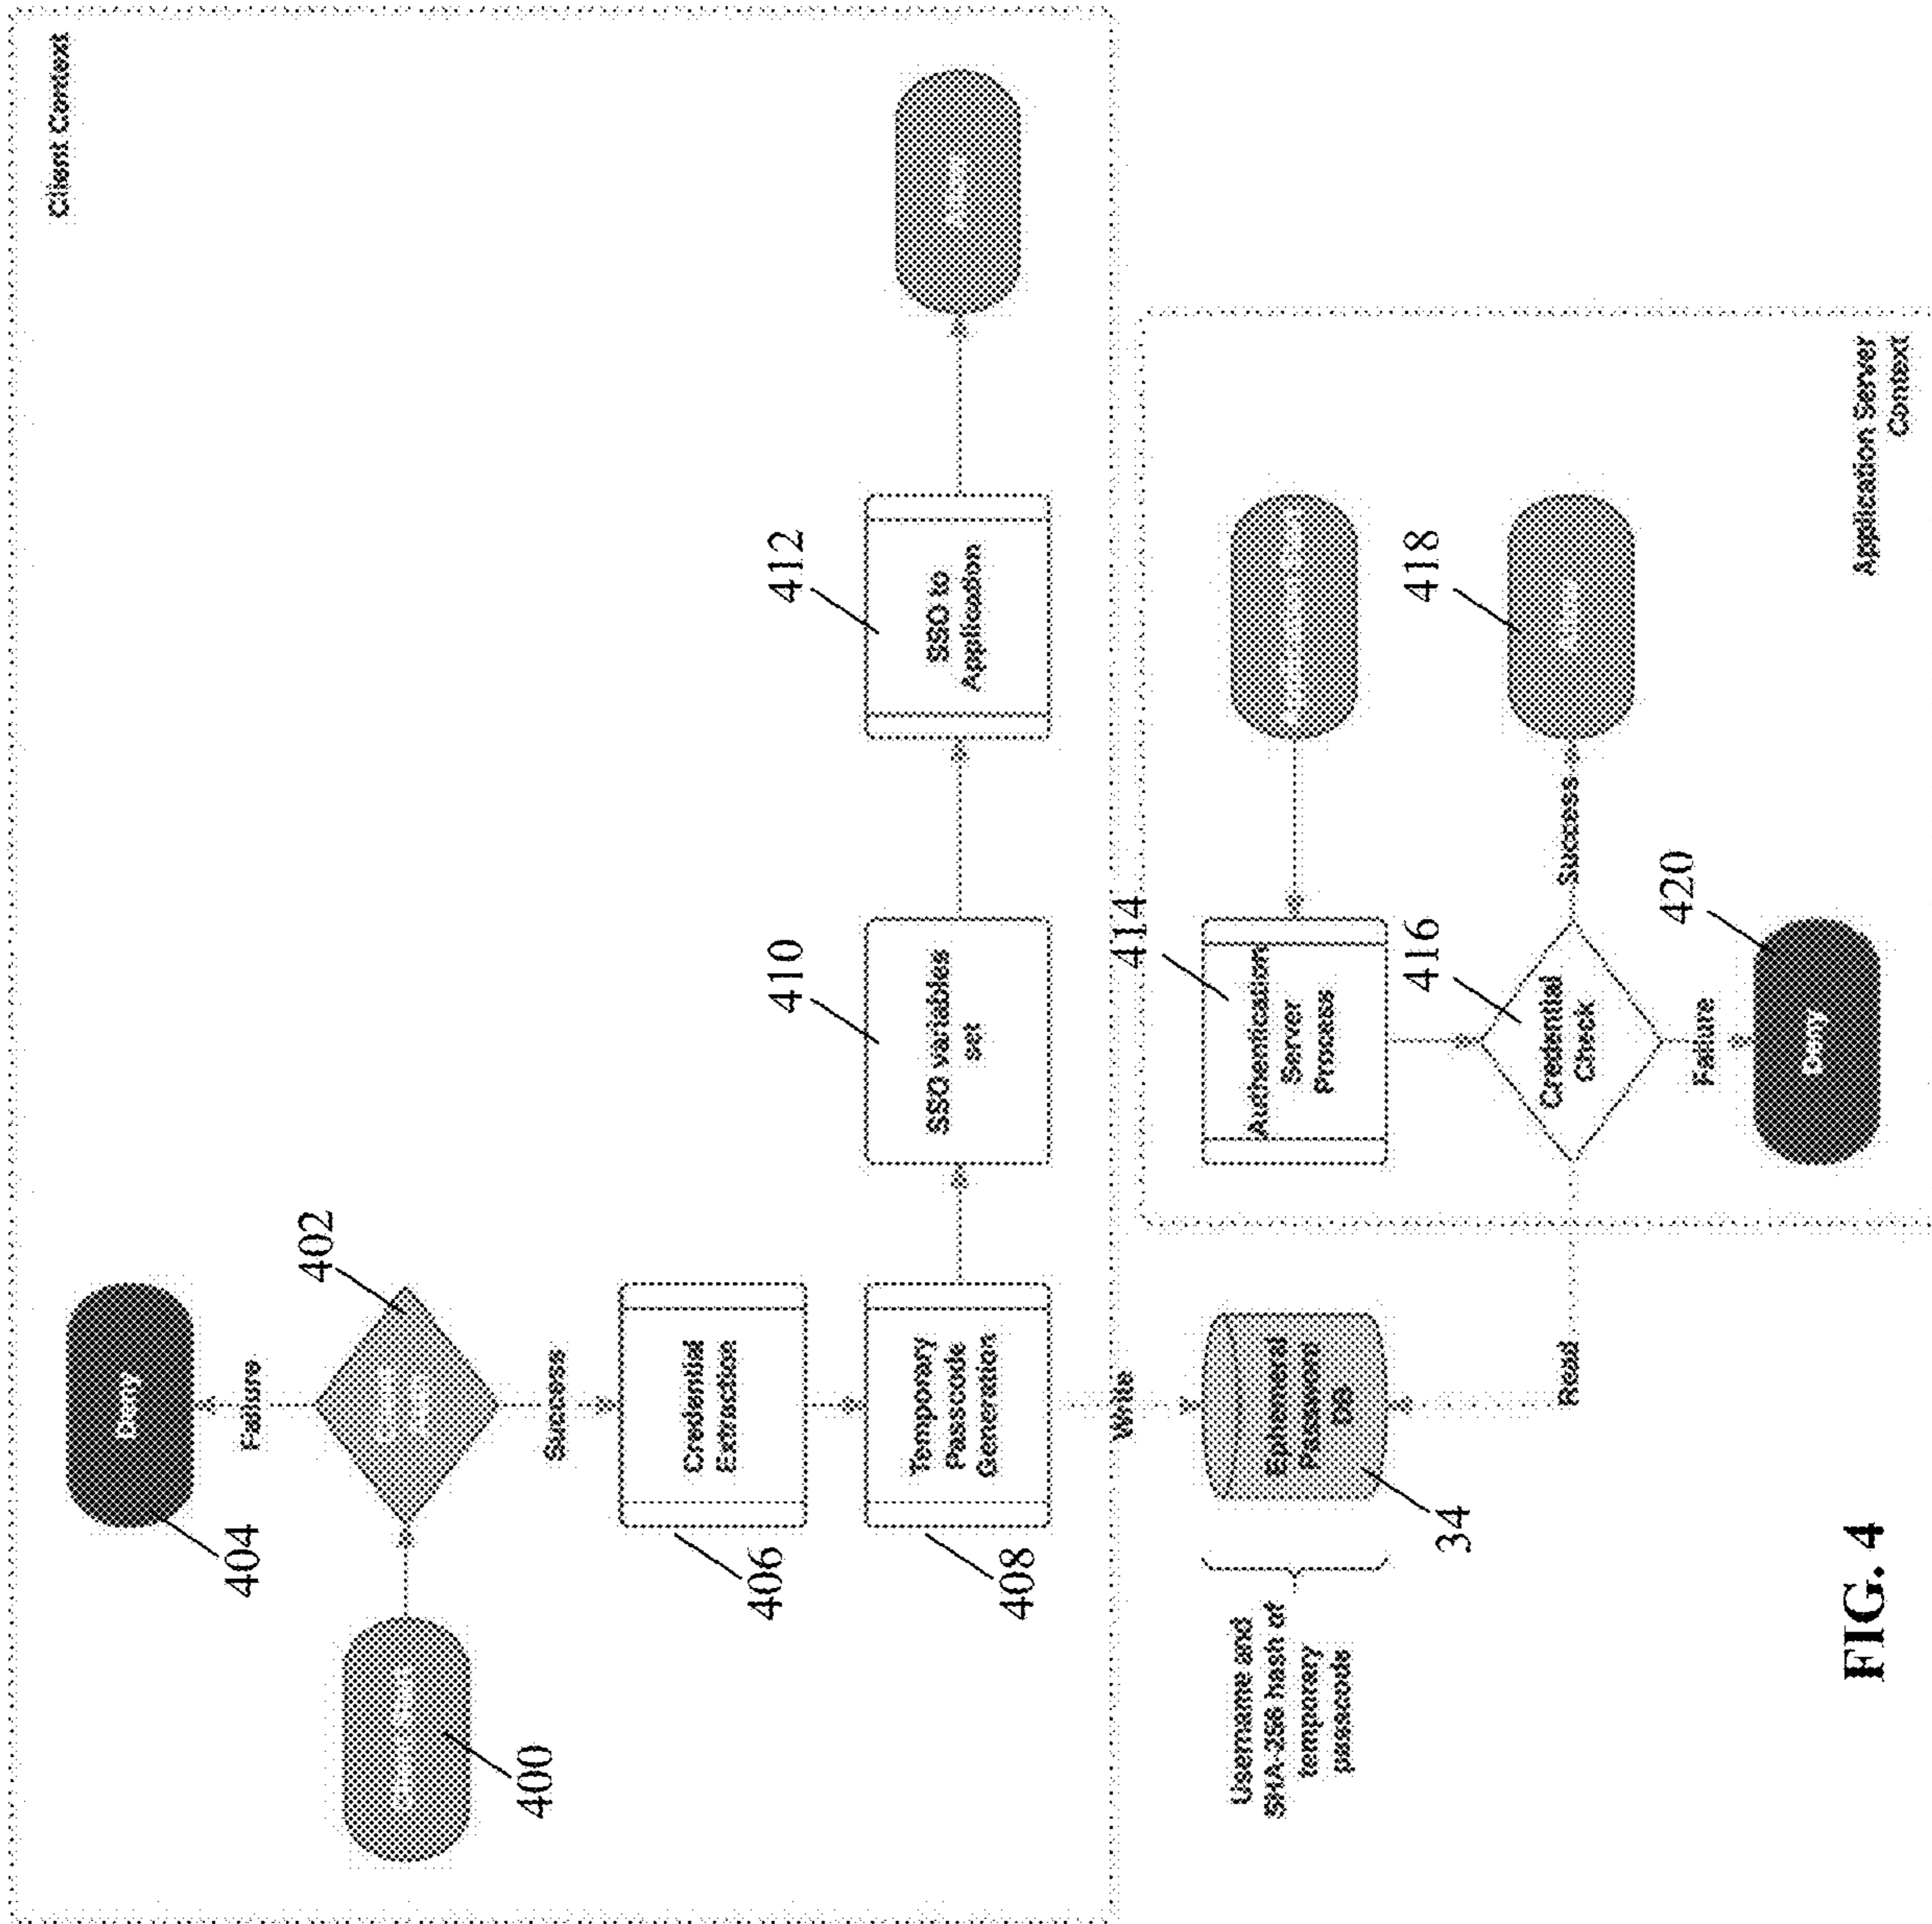 Client Context
Deny
404
Failure
402
400
Success
Credential
Extraction
406
Temporary
Passcode
Generation
408
SSO variables
set
410
SSO to
Application
412
Write
Username and
SHA-256 hash of
temporary
passcode
Ephemeral
Password
DB
34
Read
Authentication
Server
Process
414
Credential
Check
416
Success
418
Failure
Deny
420
Application Server
Context
FIG. 4